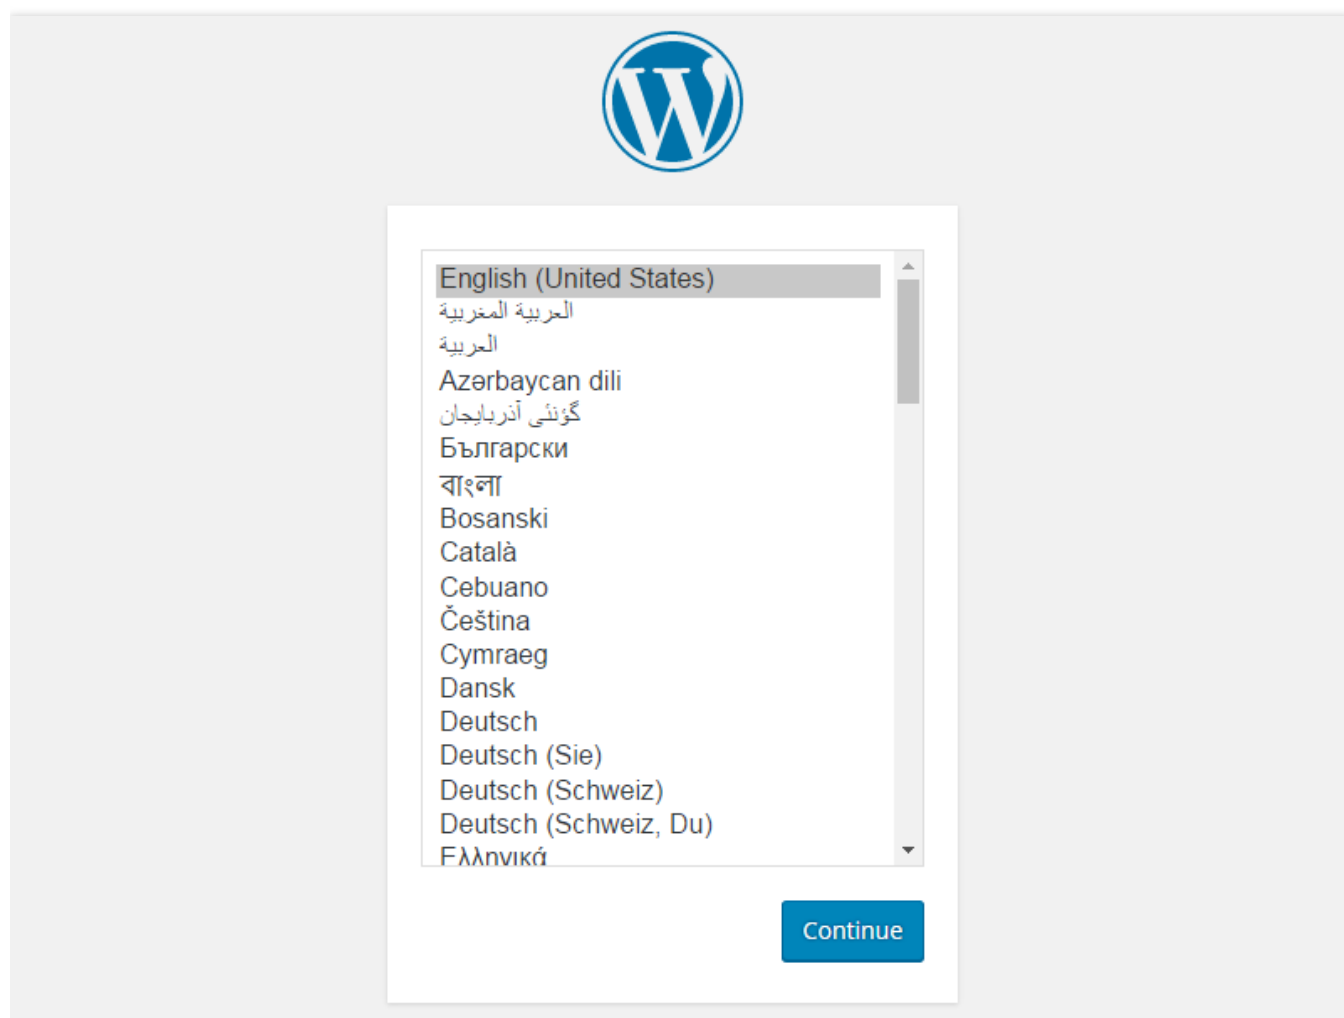 English (United States)
العربية المغربية
العربية
Azərbaycan dili
گؤنئی آذربایجان
Български
বাংলা
Bosanski
Català
Cebuano
Čeština
Cymraeg
Dansk
Deutsch
Deutsch (Sie)
Deutsch (Schweiz)
Deutsch (Schweiz, Du)
Ελληνικά
Continue